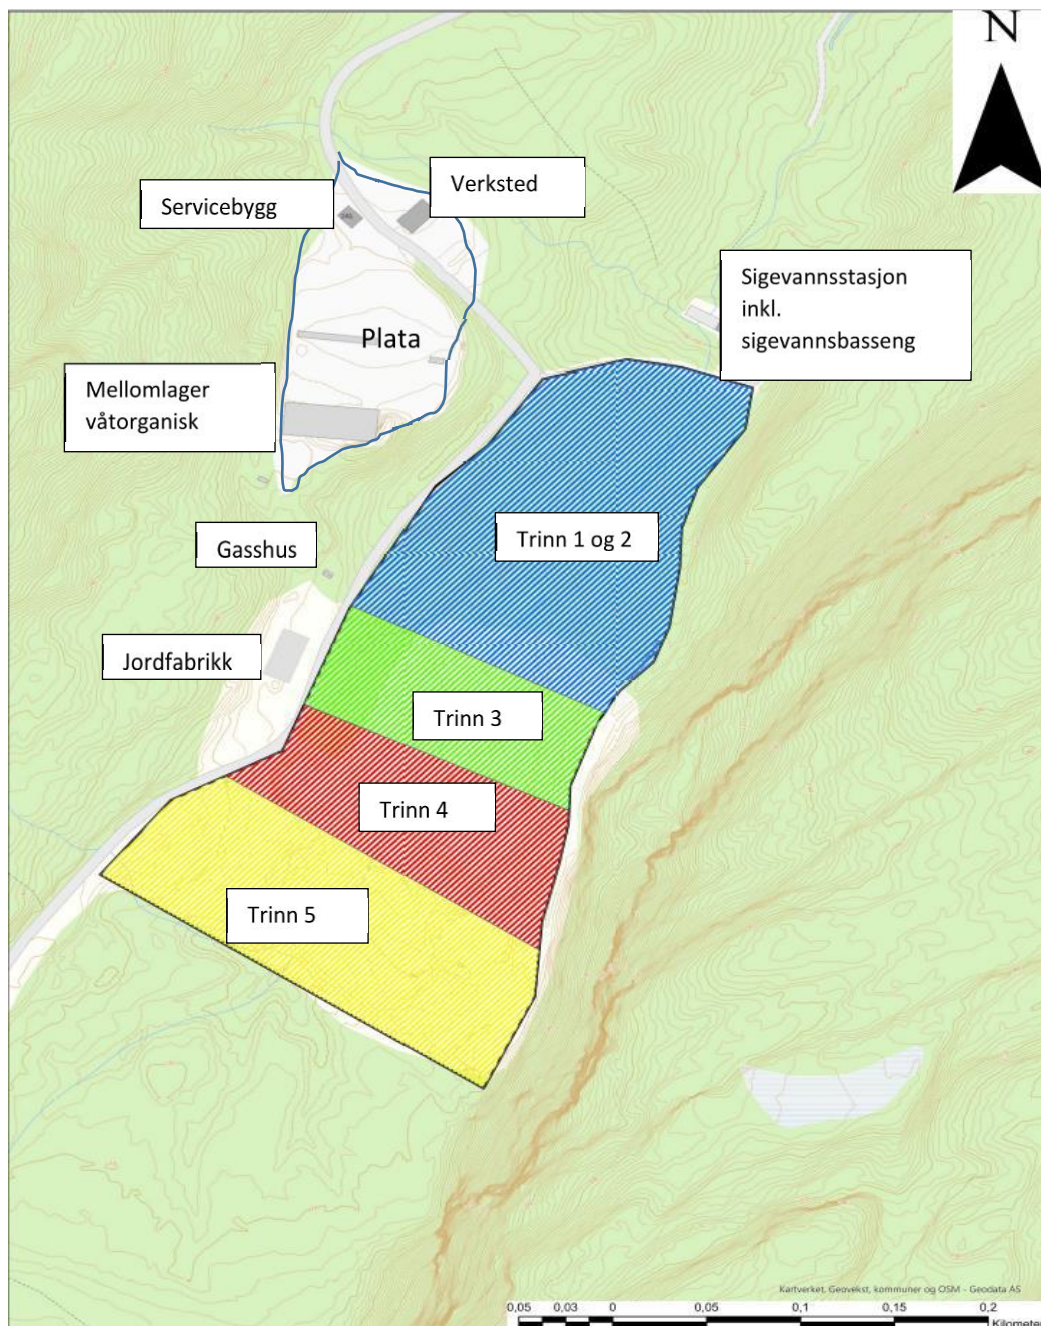 N
Verksted
Servicebygg
Sigevannsstasjon
inkl.
sigevannsbasseng
Plata
Mellomlager
våtorganisk
Trinn 1 og 2
Gasshus
Jordfabrikk
Trinn 3
Trinn 4
Trinn 5
Kartverket, Geovekst, kommuner og OSM - Geodata AS
0,05 0,03 0 0,05 0,1 0,15 0,2
Kilometer